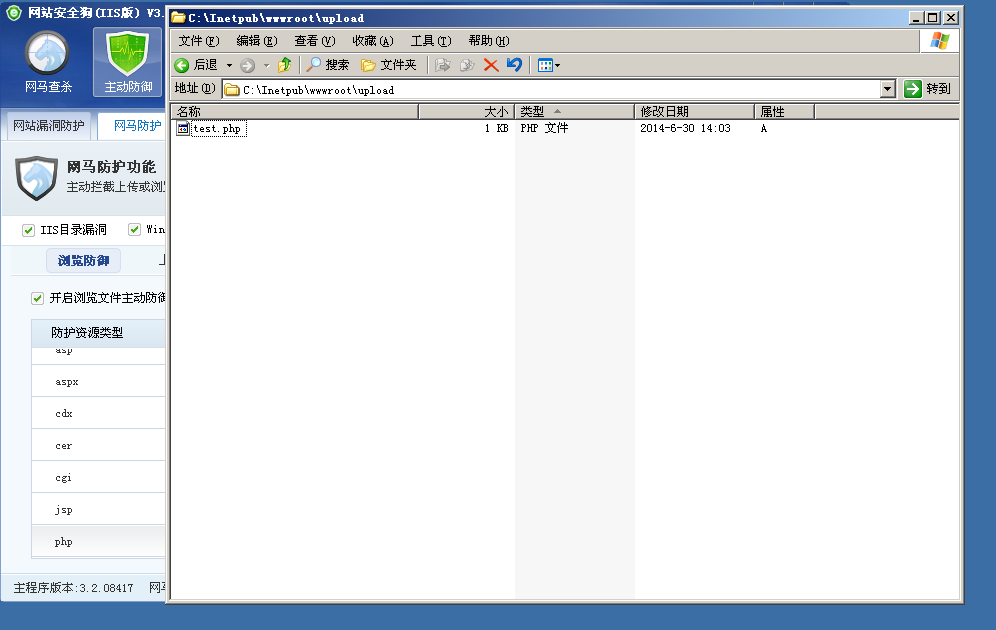 网站安全狗(IIS版) V3.
网马查杀
主动防御
网站漏洞防护
网马防护
网马防护功能
主动拦截上传或浏
IIS目录漏洞
Win
浏览防御
开启浏览文件主动防御
防护资源类型
asp
aspx
cdx
cer
cgi
jsp
php
主程序版本:3.2.08417
网马
C:\Inetpub\wwwroot\upload
文件(F) 编辑(E) 查看(V) 收藏(A) 工具(T) 帮助(H)
后退 搜索 文件夹
地址(D) C:\Inetpub\wwwroot\upload 转到
名称 大小 类型 修改日期 属性
test.php 1 KB PHP 文件 2014-6-30 14:03 A